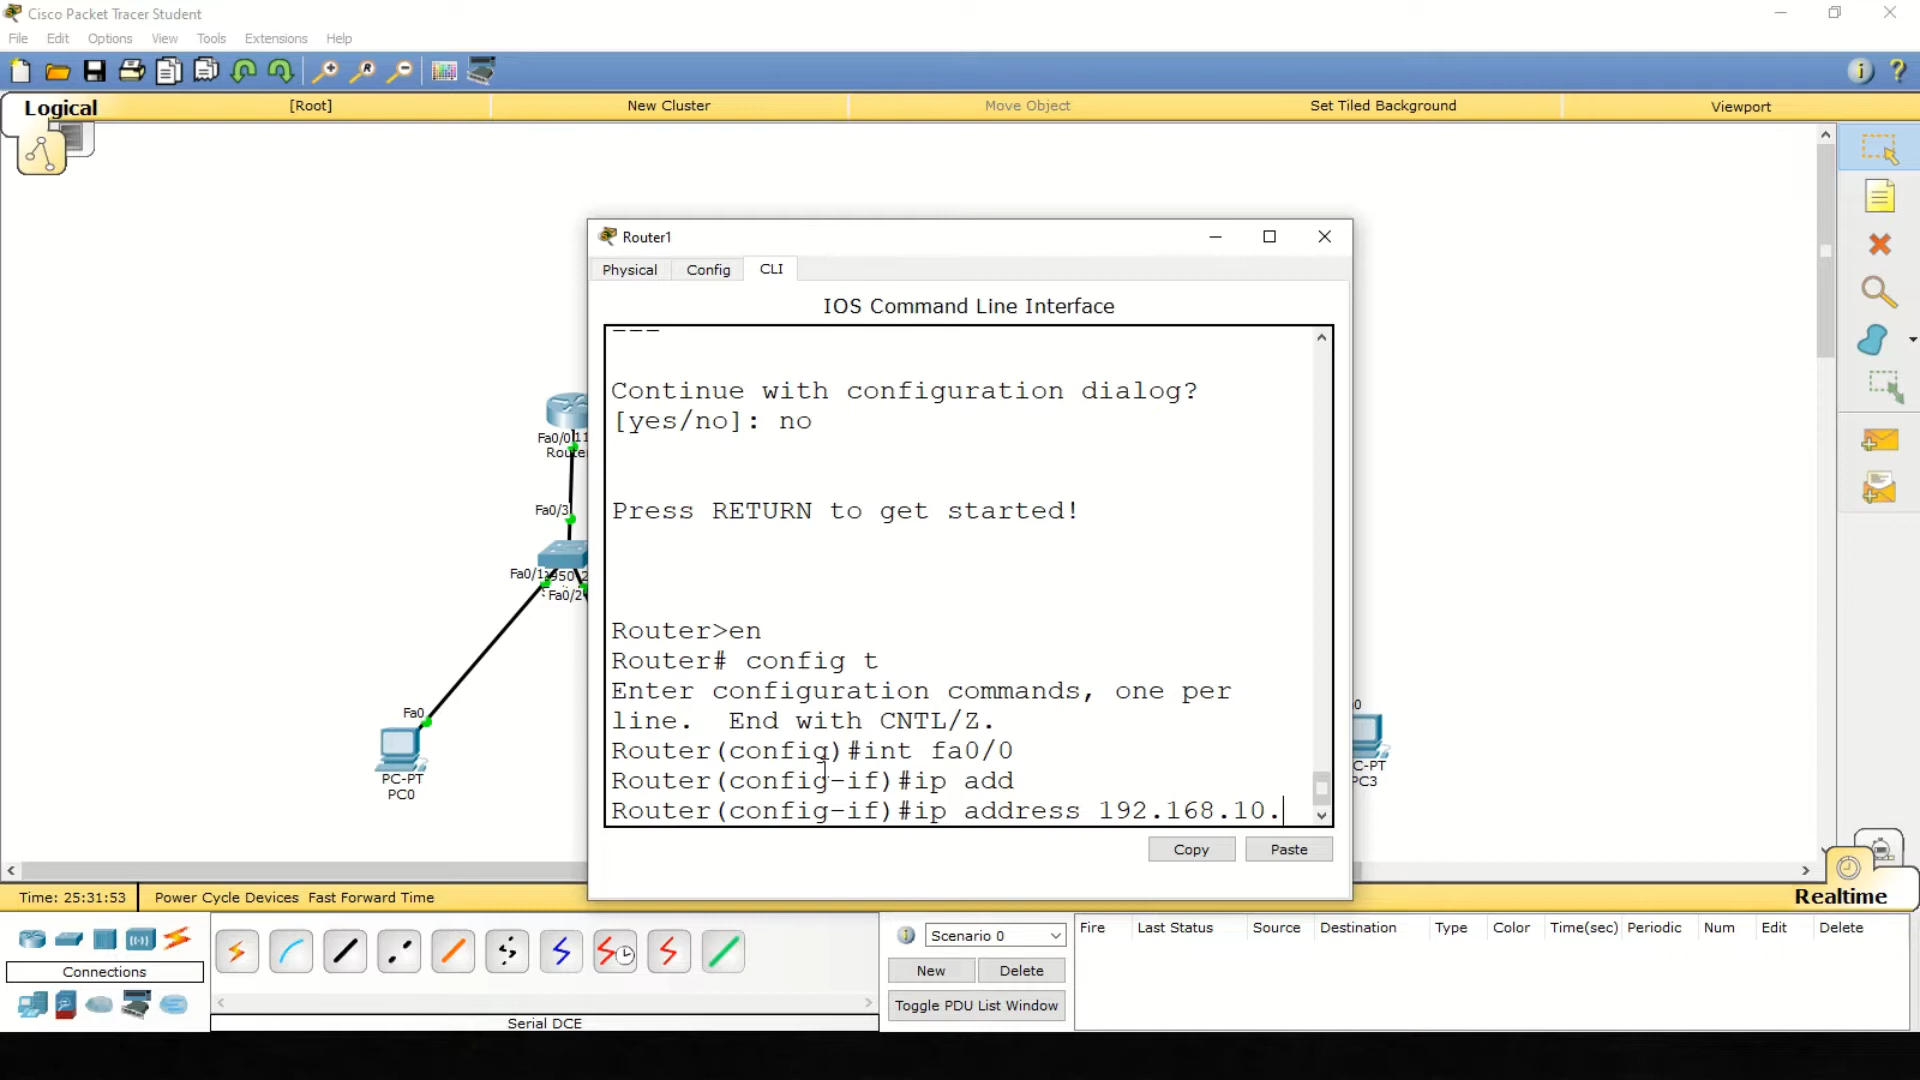 Cisco Packet Tracer Student
File Edit Options View Tools Extensions Help
Logical [Root] New Cluster Move Object Set Tiled Background Viewport
Router1
Physical Config CLI
IOS Command Line Interface
---
Continue with configuration dialog?
[yes/no]: no
Press RETURN to get started!
Router>en
Router# config t
Enter configuration commands, one per
line. End with CNTL/Z.
Router(config)#int fa0/0
Router(config-if)#ip add
Router(config-if)#ip address 192.168.10.
Copy Paste
Fa0/0
Route
Fa0/3
Fa0/1
Fa0/2
Fa0
PC-PT
PC0
C-PT
PC3
Time: 25:31:53 Power Cycle Devices Fast Forward Time Realtime
Connections
Serial DCE
Scenario 0
New Delete
Toggle PDU List Window
Fire Last Status Source Destination Type Color Time(sec) Periodic Num Edit Delete